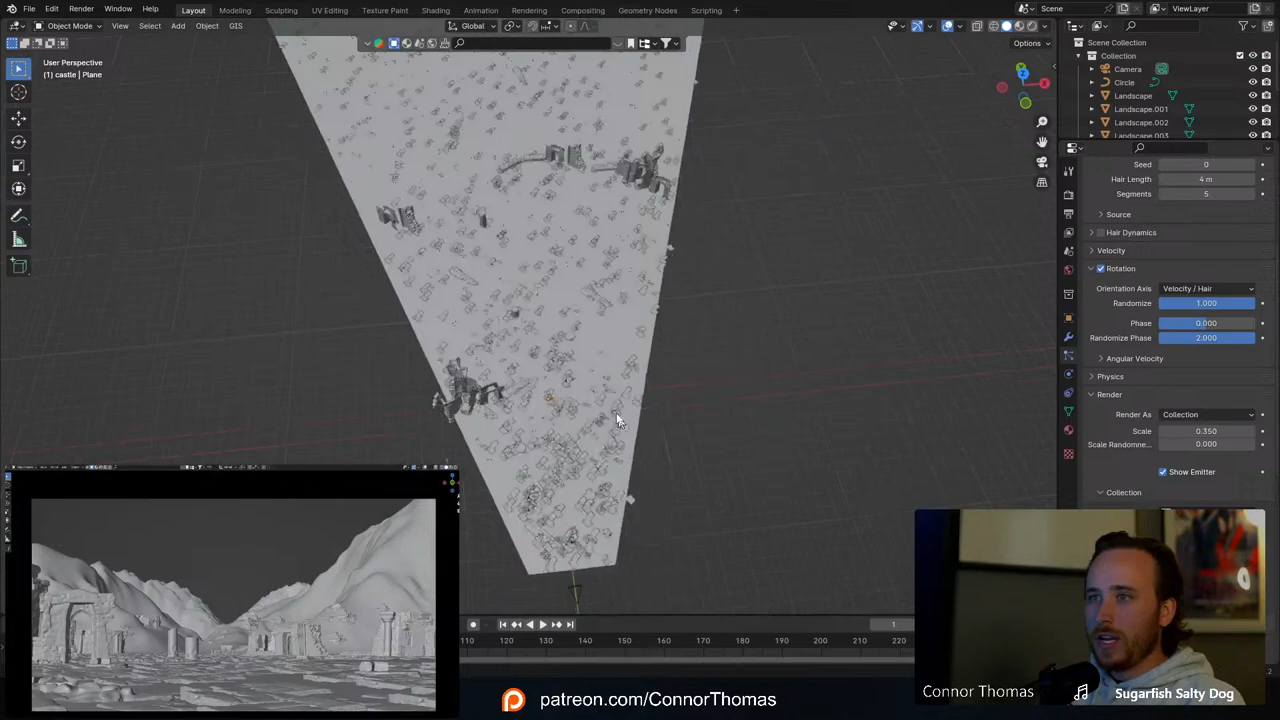 File Edit Render Window Help Layout Modeling Sculpting UV Editing Texture Paint Shading Animation Rendering Compositing Geometry Nodes Scripting + Scene ViewLayer
Object Mode View Select Add Object GIS Global
Options
User Perspective
(1) castle | Plane
Scene Collection
Collection
Camera
Circle
Landscape
Landscape.001
Landscape.002
Landscape.003
Seed 0
Hair Length 4 m
Segments 5
Source
Hair Dynamics
Velocity
Rotation
Orientation Axis Velocity / Hair
Randomize 1.000
Phase 0.000
Randomize Phase 2.000
Angular Velocity
Physics
Render
Render As Collection
Scale 0.350
Scale Randomne.. 0.000
Show Emitter
Collection
1
110 120 130 140 150 160 170 180 190 200 210 220
patreon.com/ConnorThomas
Connor Thomas Sugarfish Salty Dog